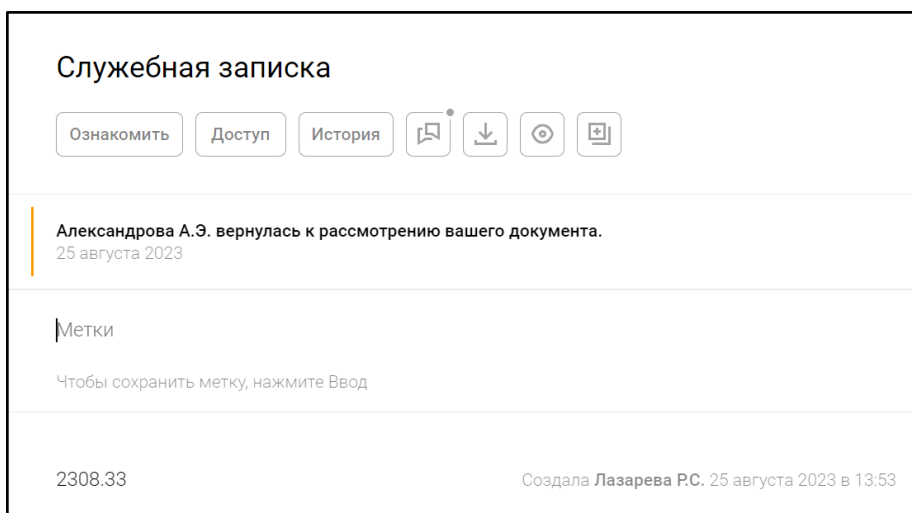 Служебная записка
Ознакомить Доступ История
Александрова А.Э. вернулась к рассмотрению вашего документа.
25 августа 2023
Метки
Чтобы сохранить метку, нажмите Ввод
2308.33 Создала Лазарева Р.С. 25 августа 2023 в 13:53